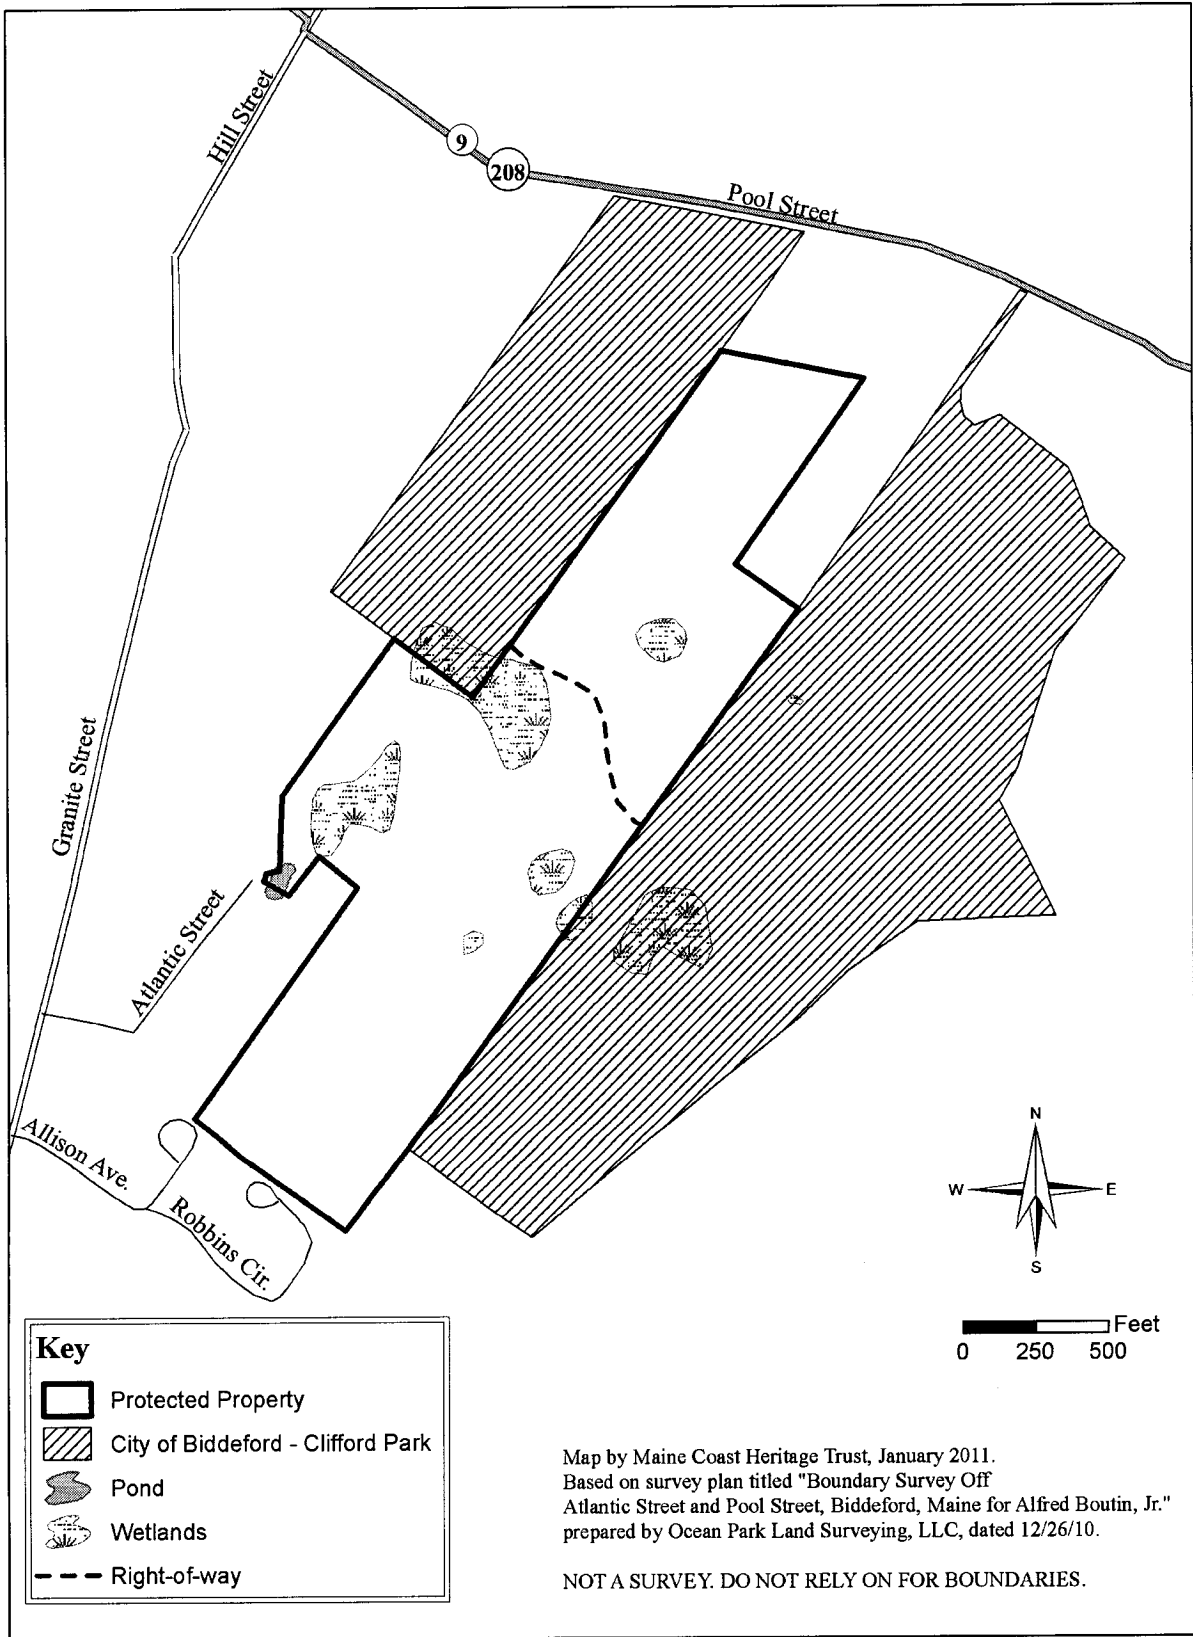 Hill Street
9
208
Pool Street
Granite Street
Atlantic Street
Allison Ave.
Robbins Cir.
N
W
E
S
Feet
0 250 500
Key
Protected Property
City of Biddeford - Clifford Park
Pond
Wetlands
Right-of-way
Map by Maine Coast Heritage Trust, January 2011.
Based on survey plan titled "Boundary Survey Off
Atlantic Street and Pool Street, Biddeford, Maine for Alfred Boutin, Jr."
prepared by Ocean Park Land Surveying, LLC, dated 12/26/10.
NOT A SURVEY. DO NOT RELY ON FOR BOUNDARIES.